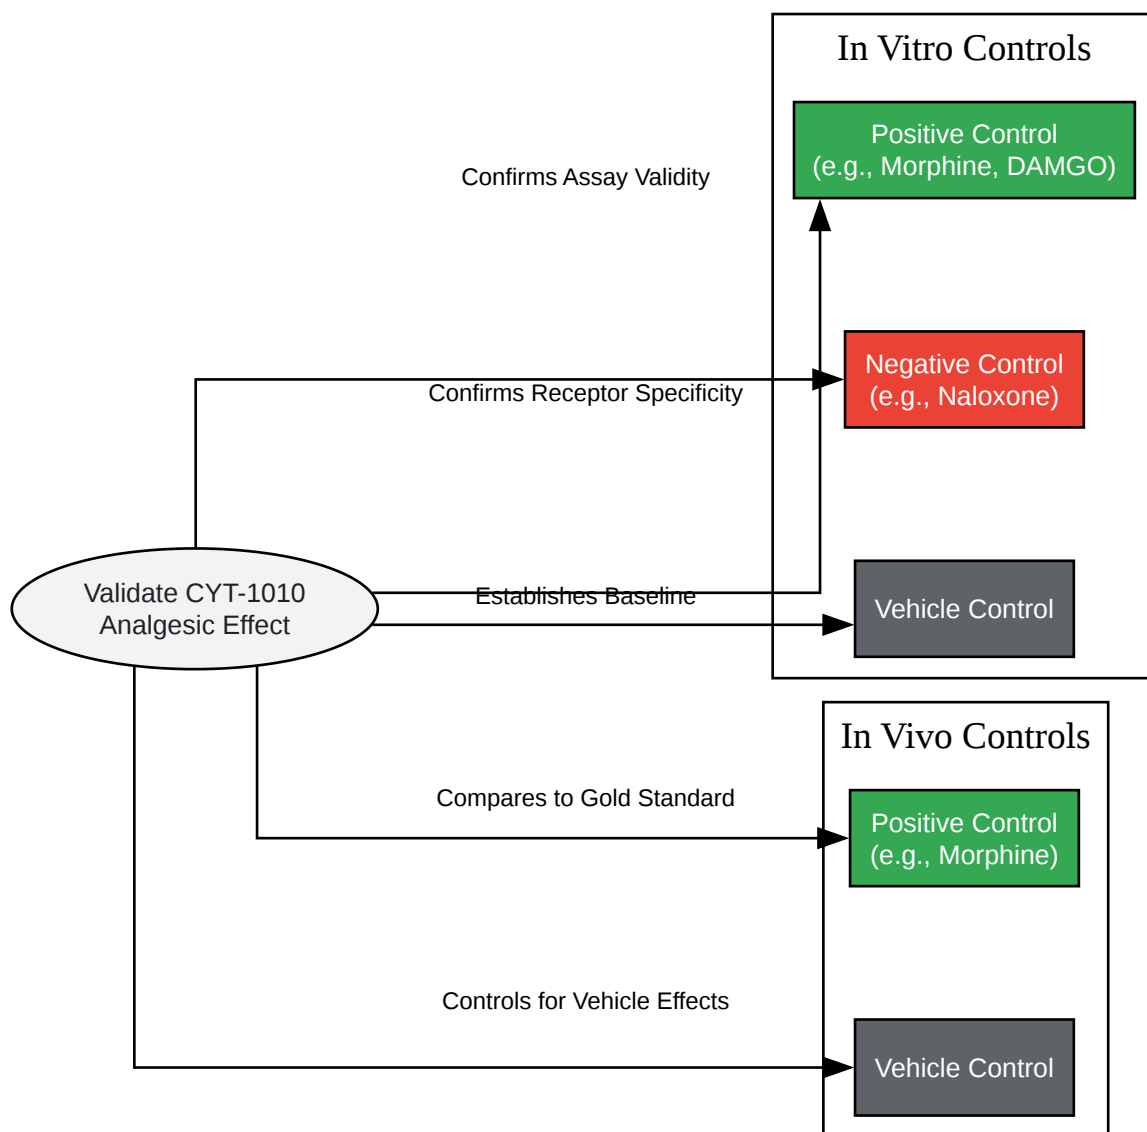 In Vitro Controls
Positive Control
(e.g., Morphine, DAMGO)
Confirms Assay Validity
Negative Control
(e.g., Naloxone)
Confirms Receptor Specificity
Validate CYT-1010
Analgesic Effect
Establishes Baseline
Vehicle Control
In Vivo Controls
Compares to Gold Standard
Positive Control
(e.g., Morphine)
Controls for Vehicle Effects
Vehicle Control